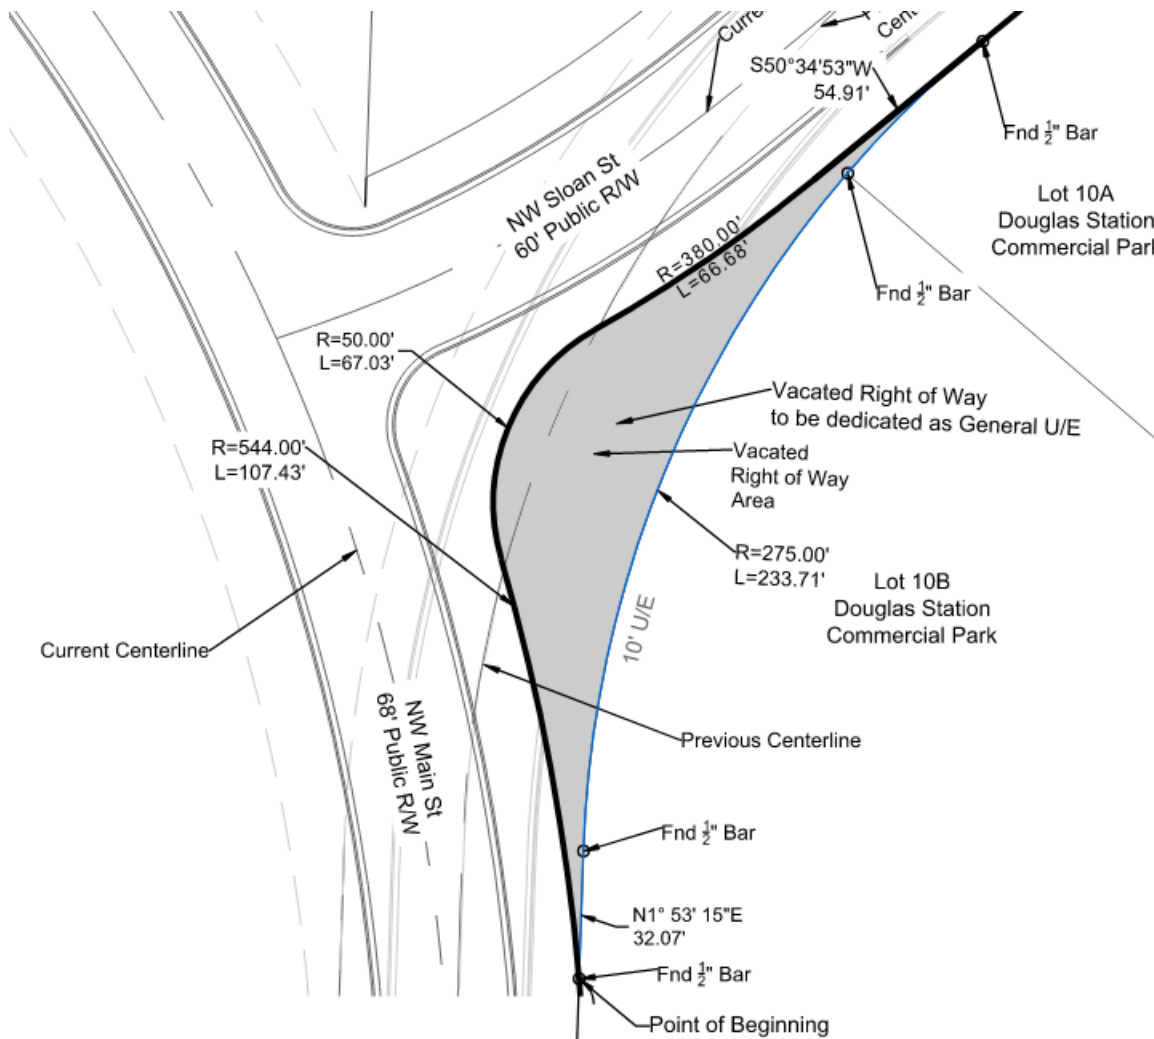 Curre
Cent
S50°34'53"W
54.91'
Fnd ½" Bar
Lot 10A
Douglas Station
Commercial Park
NW Sloan St
60' Public R/W
R=380.00'
L=66.68'
Fnd ½" Bar
R=50.00'
L=67.03'
Vacated Right of Way
to be dedicated as General U/E
R=544.00'
L=107.43'
Vacated
Right of Way
Area
R=275.00'
L=233.71'
Lot 10B
Douglas Station
Commercial Park
10' U/E
Current Centerline
NW Main St
68' Public R/W
Previous Centerline
Fnd ½" Bar
N1° 53' 15"E
32.07'
Fnd ½" Bar
Point of Beginning